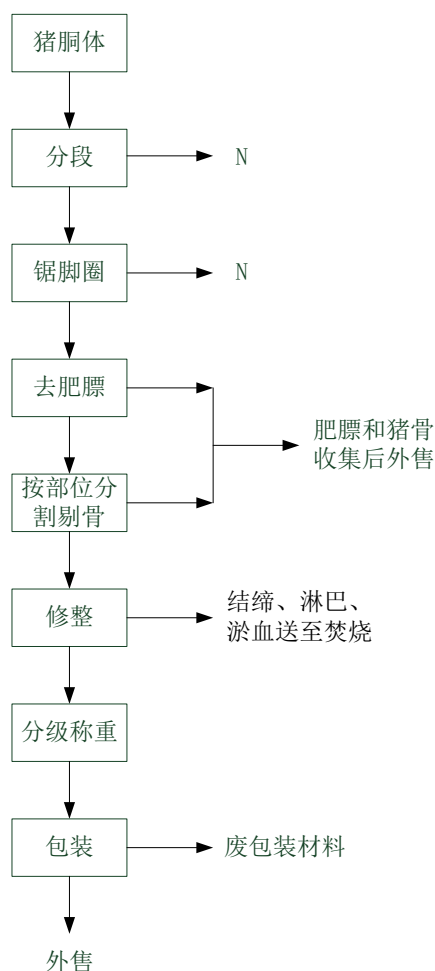 猪胴体
分段
N
锯脚圈
N
去肥膘
肥膘和猪骨
收集后外售
按部位分
割剔骨
修整
结缔、淋巴、
淤血送至焚烧
分级称重
包装
废包装材料
外售